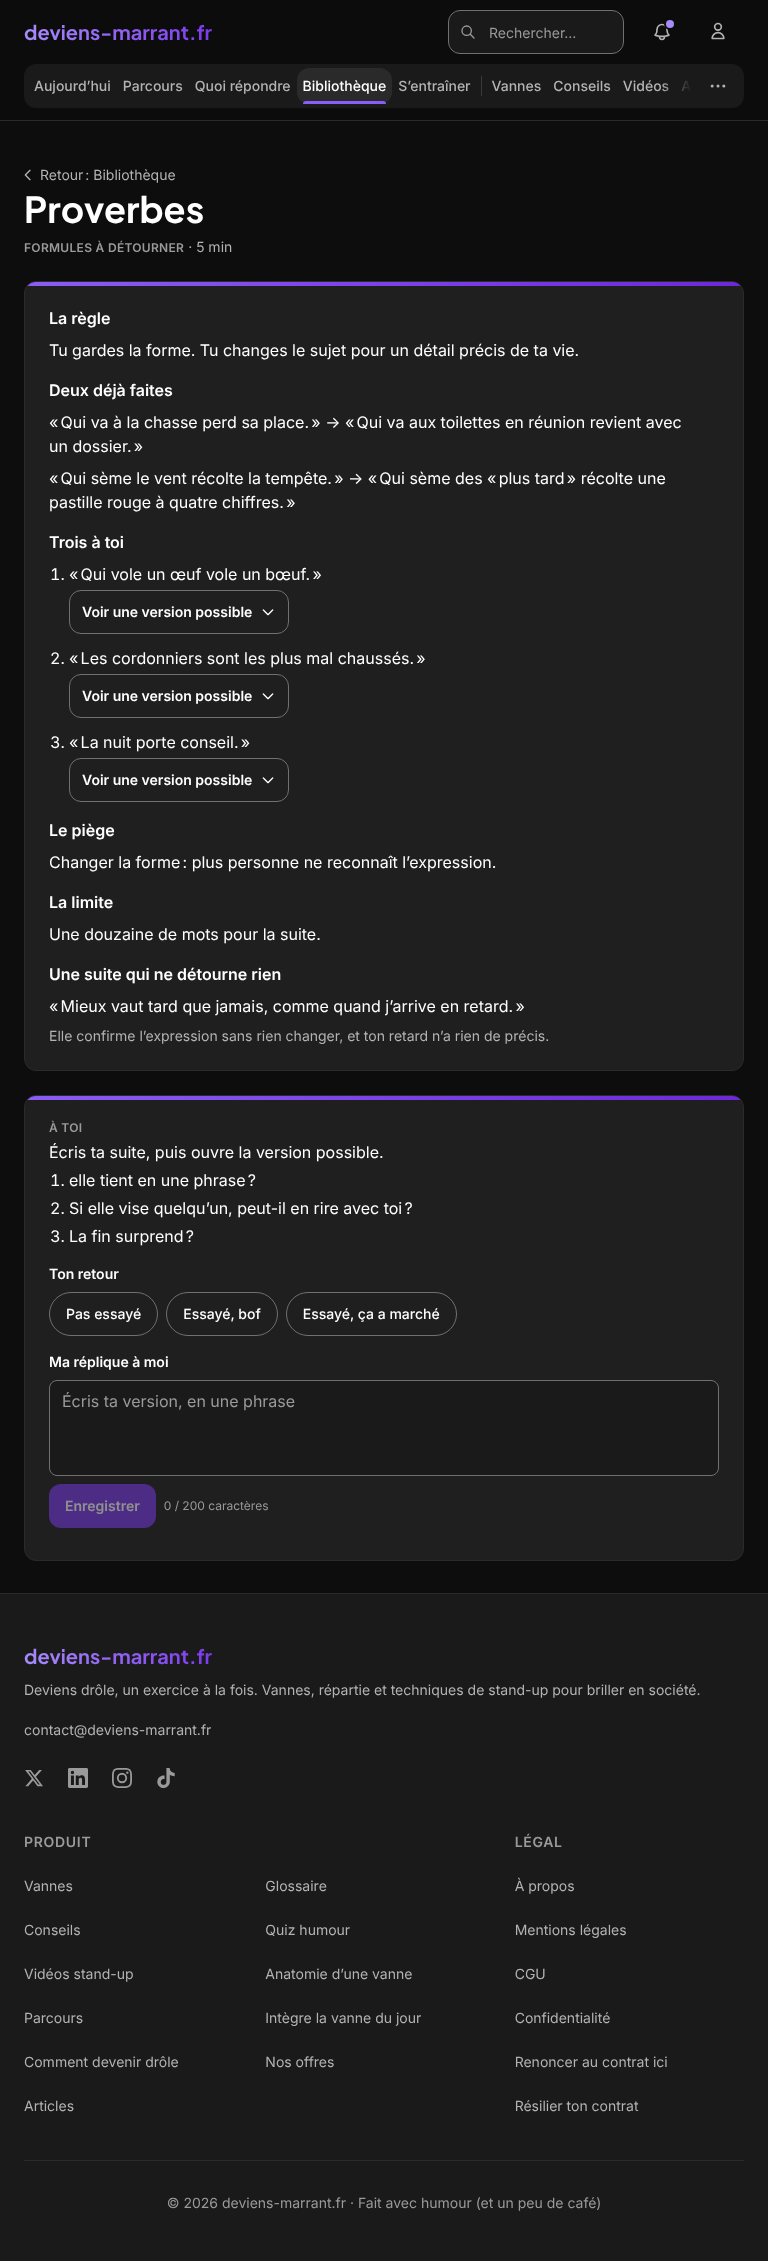 deviens-marrant.fr
Rechercher...
Aujourd’hui Parcours Quoi répondre Bibliothèque S’entraîner Vannes Conseils Vidéos
Retour : Bibliothèque
Proverbes
FORMULES À DÉTOURNER · 5 min
La règle
Tu gardes la forme. Tu changes le sujet pour un détail précis de ta vie.
Deux déjà faites
« Qui va à la chasse perd sa place. » → « Qui va aux toilettes en réunion revient avec
un dossier. »
« Qui sème le vent récolte la tempête. » → « Qui sème des « plus tard » récolte une
pastille rouge à quatre chiffres. »
Trois à toi
1. « Qui vole un œuf vole un bœuf. »
Voir une version possible
2. « Les cordonniers sont les plus mal chaussés. »
Voir une version possible
3. « La nuit porte conseil. »
Voir une version possible
Le piège
Changer la forme : plus personne ne reconnaît l’expression.
La limite
Une douzaine de mots pour la suite.
Une suite qui ne détourne rien
« Mieux vaut tard que jamais, comme quand j’arrive en retard. »
Elle confirme l’expression sans rien changer, et ton retard n’a rien de précis.
À TOI
Écris ta suite, puis ouvre la version possible.
1. elle tient en une phrase ?
2. Si elle vise quelqu’un, peut-il en rire avec toi ?
3. La fin surprend ?
Ton retour
Pas essayé Essayé, bof Essayé, ça a marché
Ma réplique à moi
Écris ta version, en une phrase
Enregistrer 0 / 200 caractères
deviens-marrant.fr
Deviens drôle, un exercice à la fois. Vannes, répartie et techniques de stand-up pour briller en société.
contact@deviens-marrant.fr
PRODUIT LÉGAL
Vannes Glossaire À propos
Conseils Quiz humour Mentions légales
Vidéos stand-up Anatomie d’une vanne CGU
Parcours Intègre la vanne du jour Confidentialité
Comment devenir drôle Nos offres Renoncer au contrat ici
Articles Résilier ton contrat
© 2026 deviens-marrant.fr · Fait avec humour (et un peu de café)